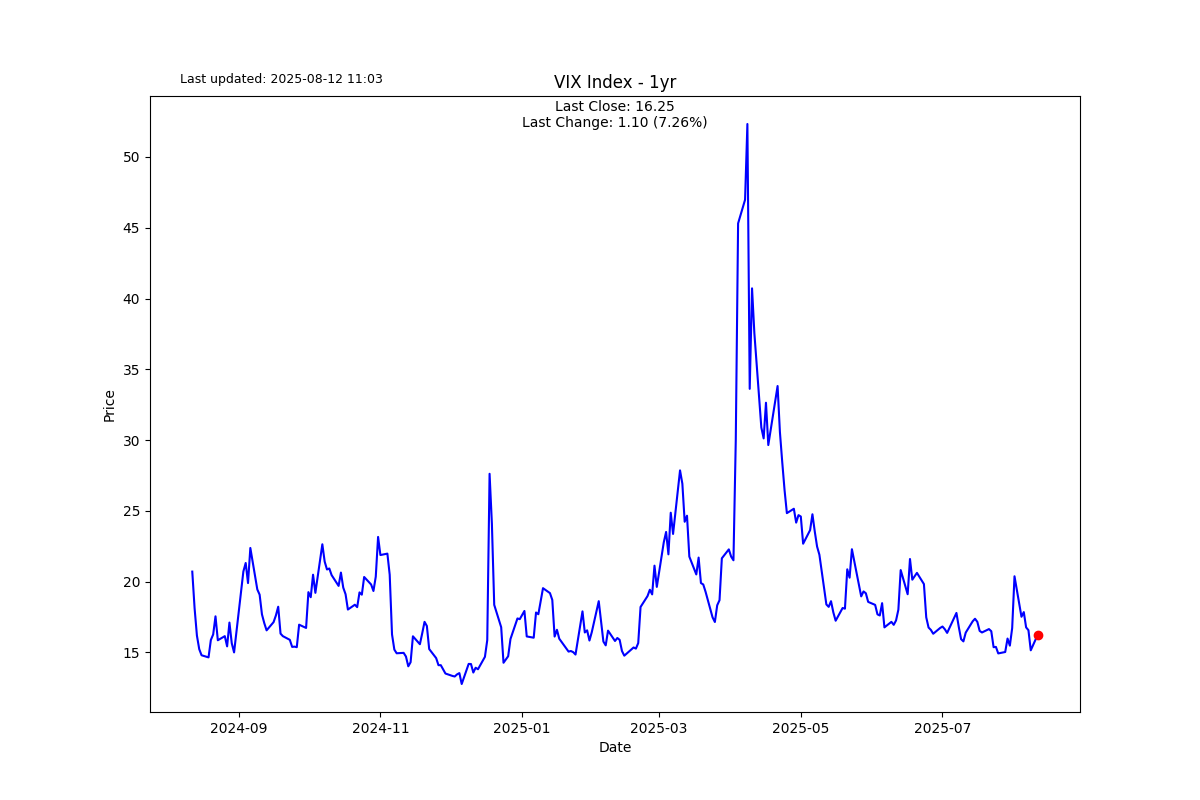 Last updated: 2025-08-12 11:03
VIX Index - 1yr
Last Close: 16.25
Last Change: 1.10 (7.26%)
50
45
40
35
30
25
20
15
Price
2024-09
2024-11
2025-01
2025-03
2025-05
2025-07
Date